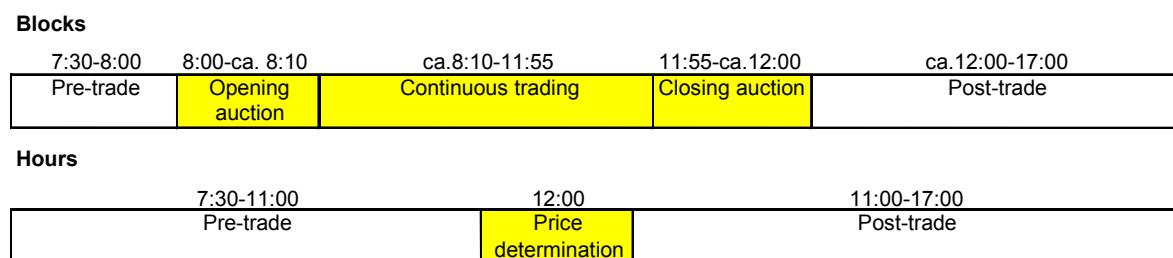 Blocks
7:30-8:00 8:00-ca. 8:10 ca.8:10-11:55 11:55-ca.12:00 ca.12:00-17:00
Pre-trade Opening auction Continuous trading Closing auction Post-trade
Hours
7:30-11:00 12:00 11:00-17:00
Pre-trade Price determination Post-trade